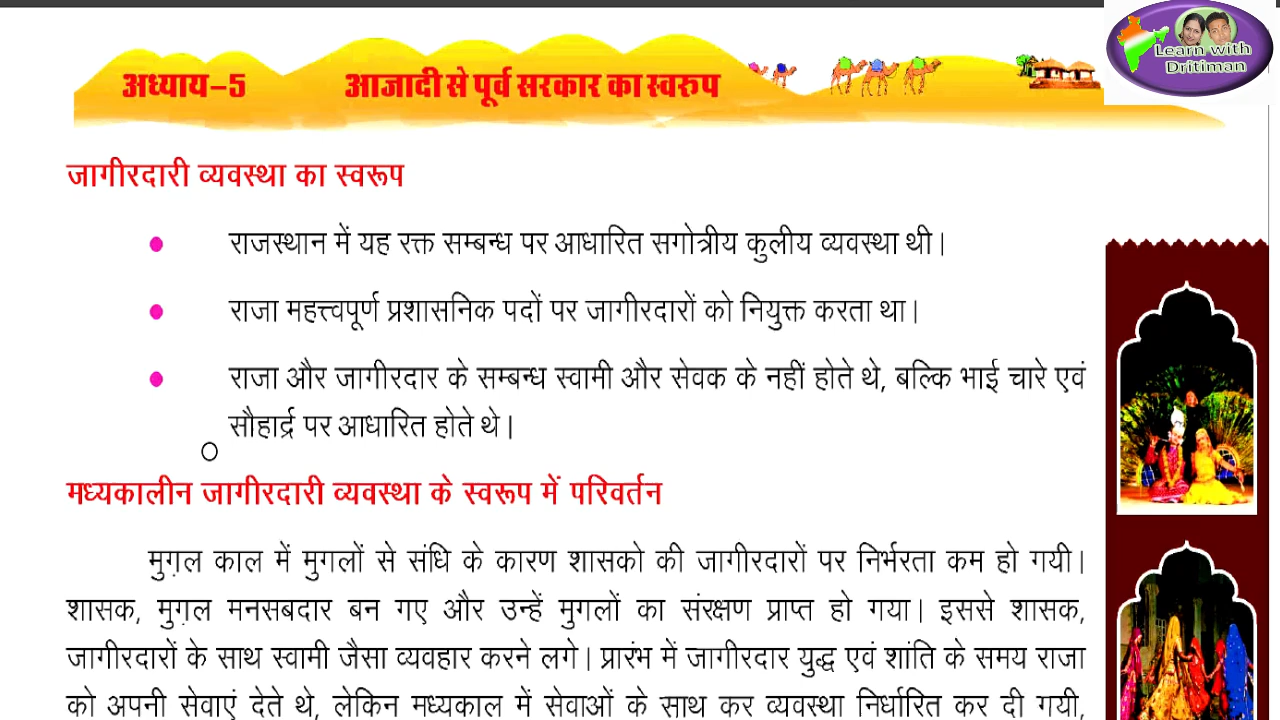 Learn with
Dritiman
अध्याय–5 आजादी से पूर्व सरकार का स्वरुप
जागीरदारी व्यवस्था का स्वरूप
राजस्थान में यह रक्त सम्बन्ध पर आधारित सगोत्रीय कुलीय व्यवस्था थी।
राजा महत्त्वपूर्ण प्रशासनिक पदों पर जागीरदारों को नियुक्त करता था।
राजा और जागीरदार के सम्बन्ध स्वामी और सेवक के नहीं होते थे, बल्कि भाई चारे एवं
सौहार्द्र पर आधारित होते थे।
मध्यकालीन जागीरदारी व्यवस्था के स्वरूप में परिवर्तन
मुग़ल काल में मुगलों से संधि के कारण शासको की जागीरदारों पर निर्भरता कम हो गयी।
शासक, मुग़ल मनसबदार बन गए और उन्हें मुगलों का संरक्षण प्राप्त हो गया। इससे शासक,
जागीरदारों के साथ स्वामी जैसा व्यवहार करने लगे। प्रारंभ में जागीरदार युद्ध एवं शांति के समय राजा
को अपनी सेवाएं देते थे, लेकिन मध्यकाल में सेवाओं के साथ कर व्यवस्था निर्धारित कर दी गयी,